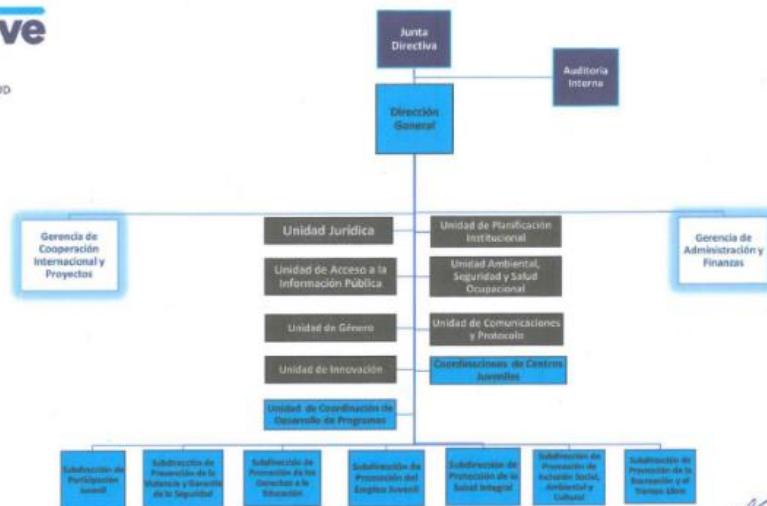 ve
UD
Junta
Directiva
Auditoria
Interna
Dirección
General
Gerencia de
Cooperación
Internacional y
Proyectos
Unidad Jurídica
Unidad de Planificación
Institucional
Gerencia de
Administración y
Finanzas
Unidad de Acceso a la
Información Pública
Unidad Ambiental,
Seguridad y Salud
Ocupacional
Unidad de Género
Unidad de Comunicaciones
y Protocolo
Unidad de Innovación
Coordinaciones de Centros
Juveniles
Unidad de Coordinación de
Desarrollo de Programas
Subdirección de
Participación
Juvenil
Subdirección de
Prevención de la
Violencia y Garantía
de la Seguridad
Subdirección de
Promoción de los
Derechos a la
Educación
Subdirección de
Promoción del
Empleo Juvenil
Subdirección de
Promoción de la
Salud Integral
Subdirección de
Promoción de
Inclusión Social,
Ambiental y
Cultural
Subdirección de
Promoción de la
Recreación y el
Tiempo Libre